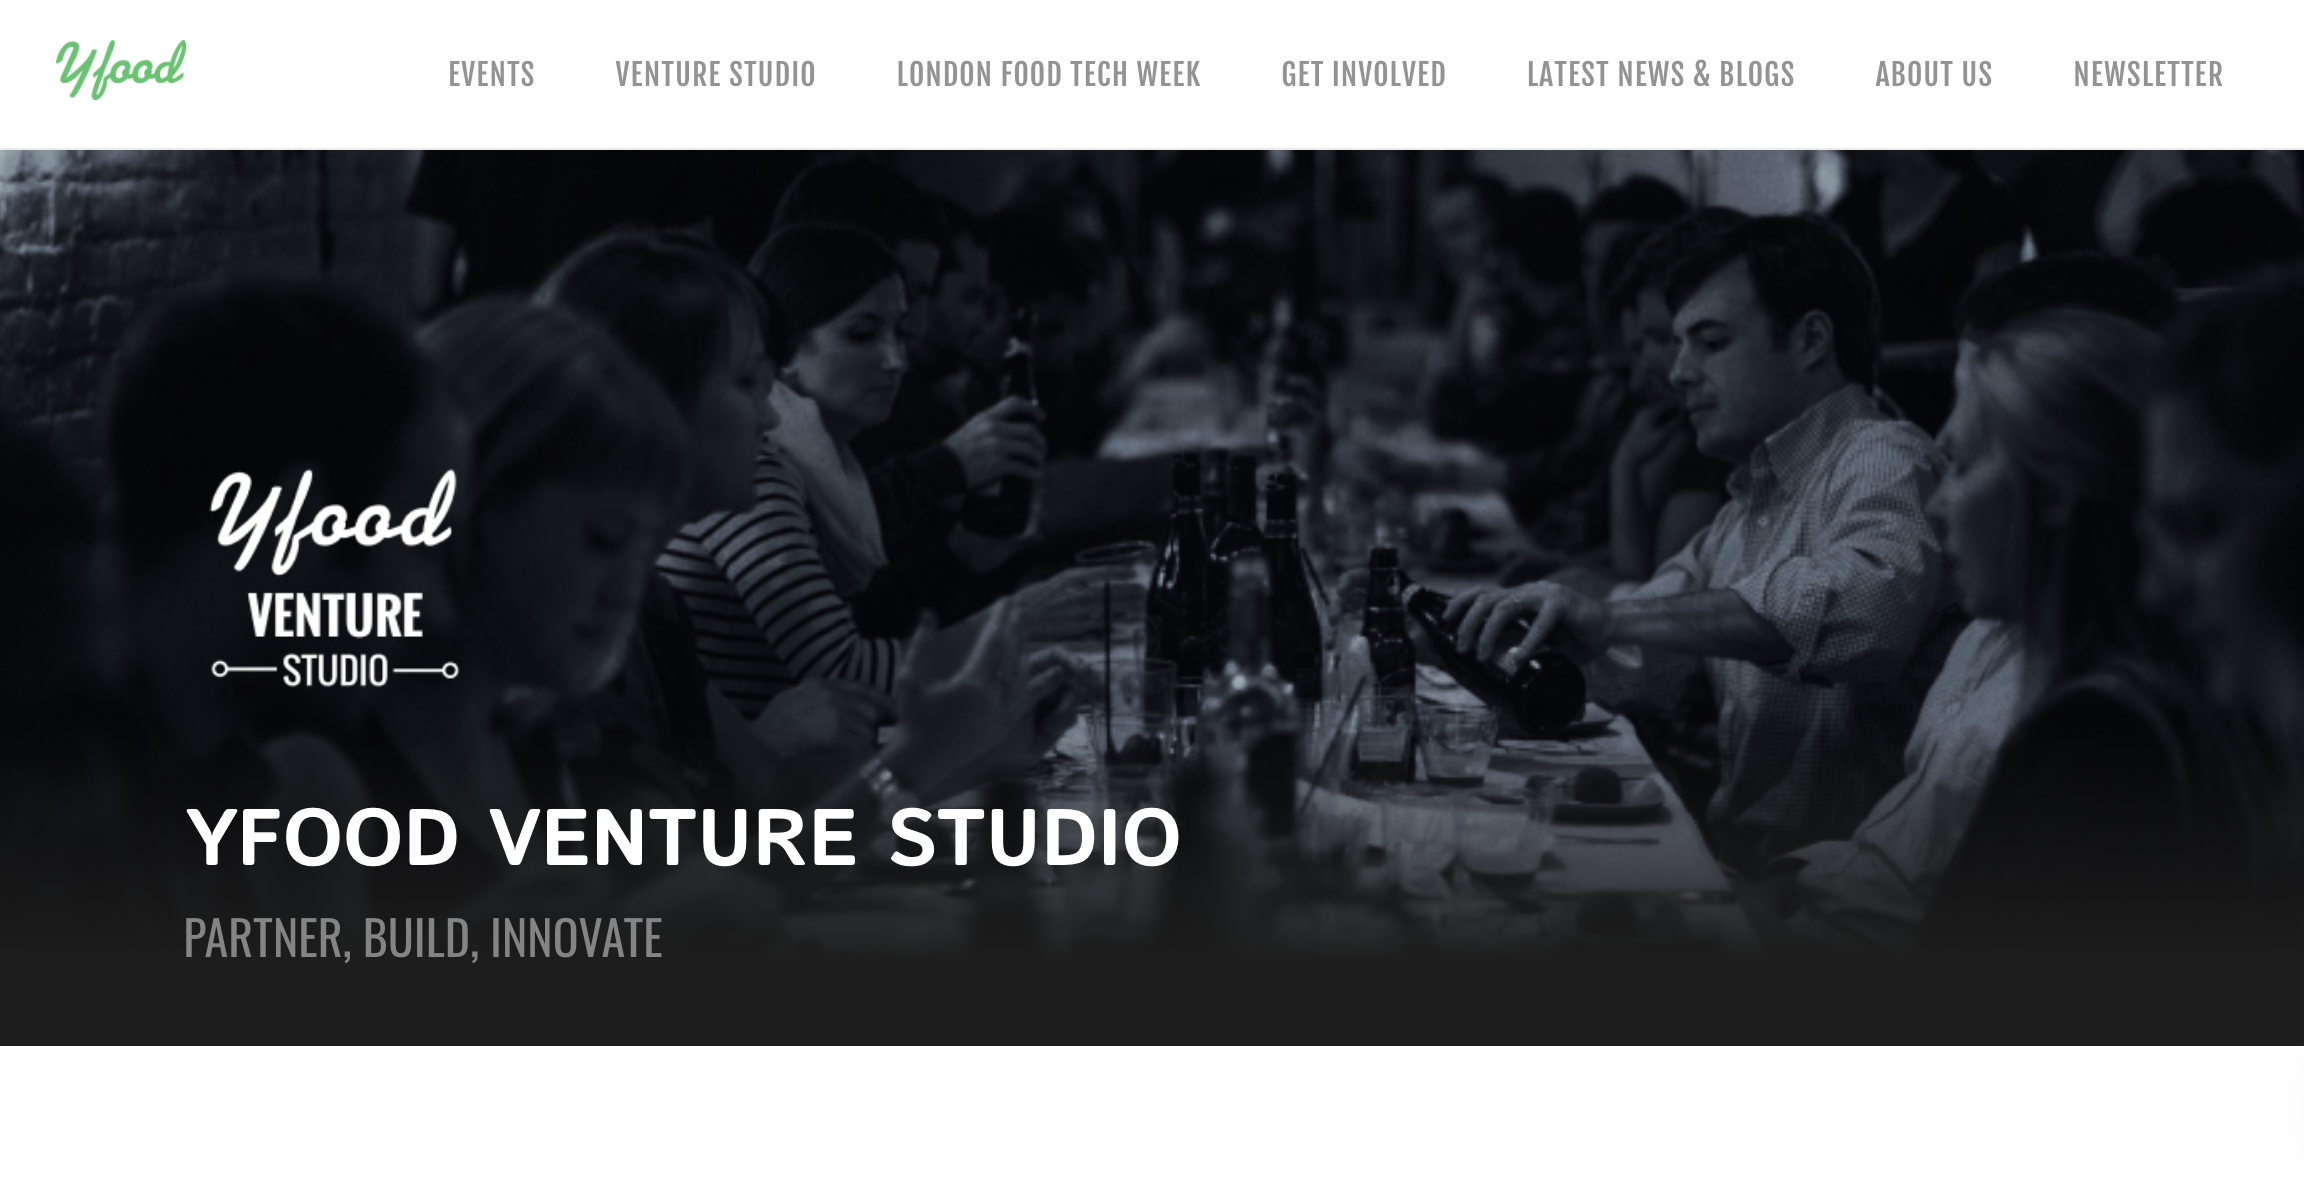 Yfood
EVENTS
VENTURE STUDIO
LONDON FOOD TECH WEEK
GET INVOLVED
LATEST NEWS & BLOGS
ABOUT US
NEWSLETTER
Yfood
VENTURE
STUDIO
YFOOD VENTURE STUDIO
PARTNER, BUILD, INNOVATE